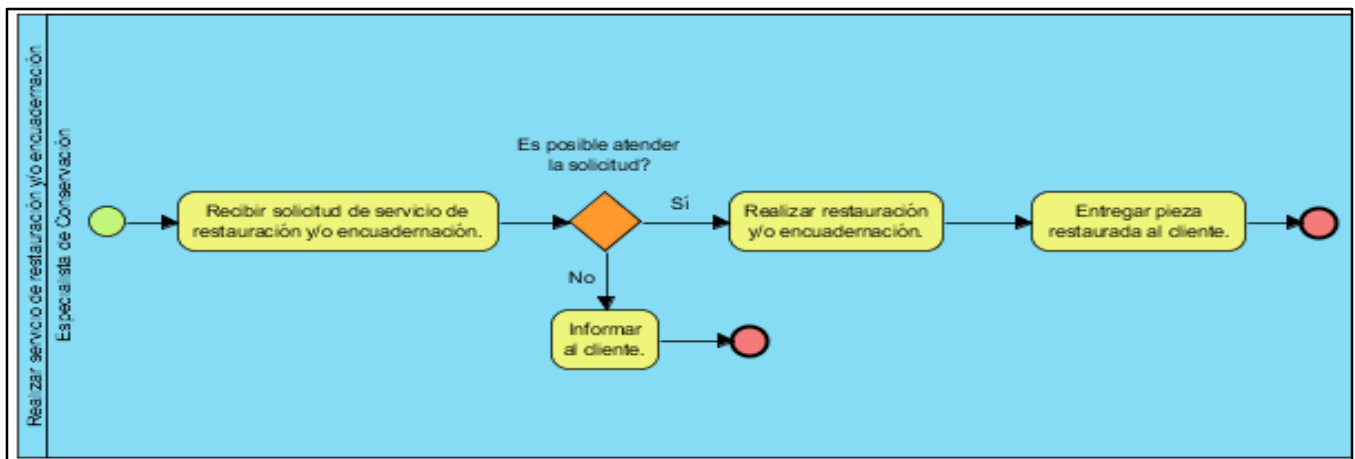 Realizar servicio de restauración y/o encuadernación
Especialista de Conservación
Es posible atender
la solicitud?
Recibir solicitud de servicio de
restauración y/o encuadernación.
Sí
Realizar restauración
y/o encuadernación.
Entregar pieza
restaurada al cliente.
No
Informar
al cliente.